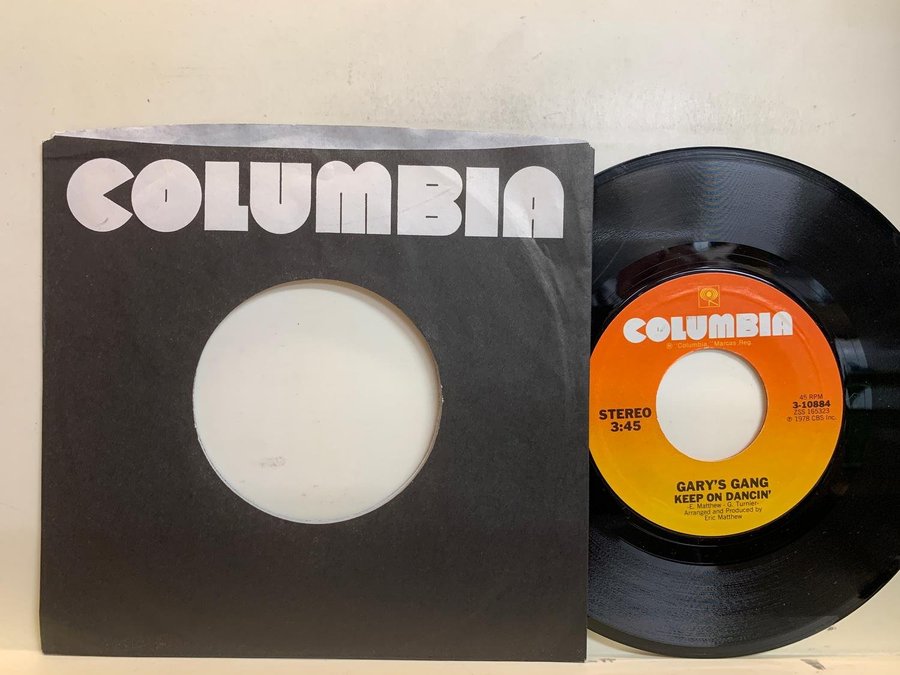 COLUMBIA
COLUMBIA
® "Columbia," Marcas Reg.
STEREO
3:45
45 RPM
3-10884
ZSS 165323
℗ 1978 CBS Inc.
GARY'S GANG
KEEP ON DANCIN'
-E. Matthew - G. Turnier-
Arranged and Produced by
Eric Matthew